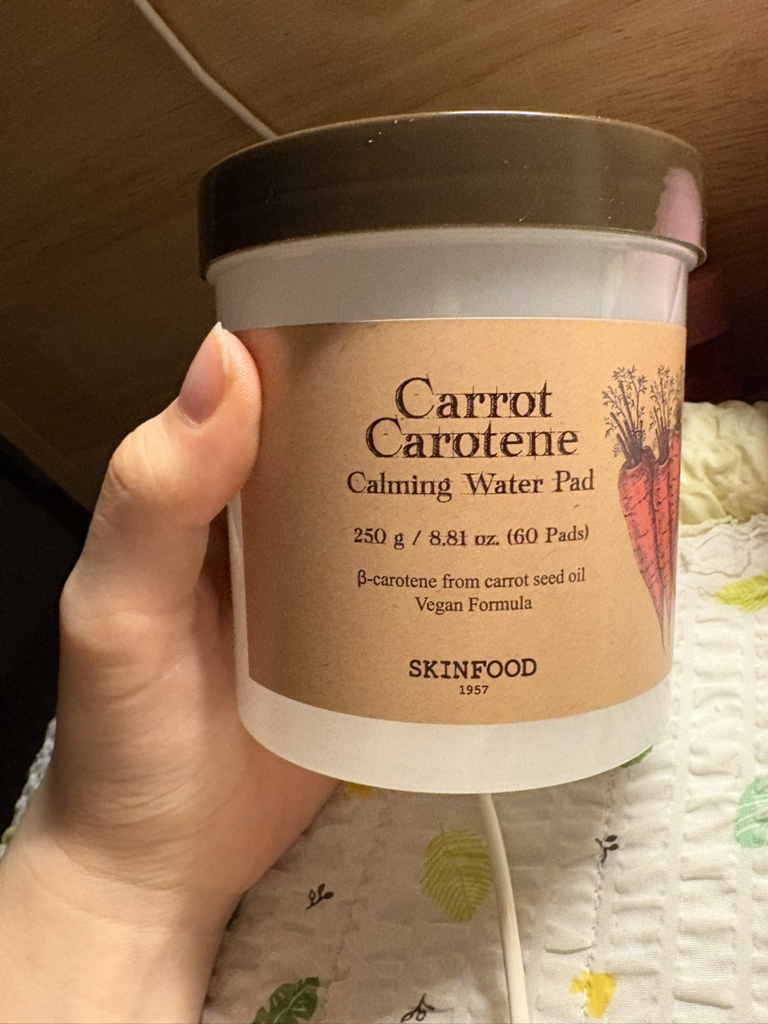 Carrot
Carotene
Calming Water Pad
250 g / 8.81 oz. (60 Pads)
β-carotene from carrot seed oil
Vegan Formula
SKINFOOD
1957